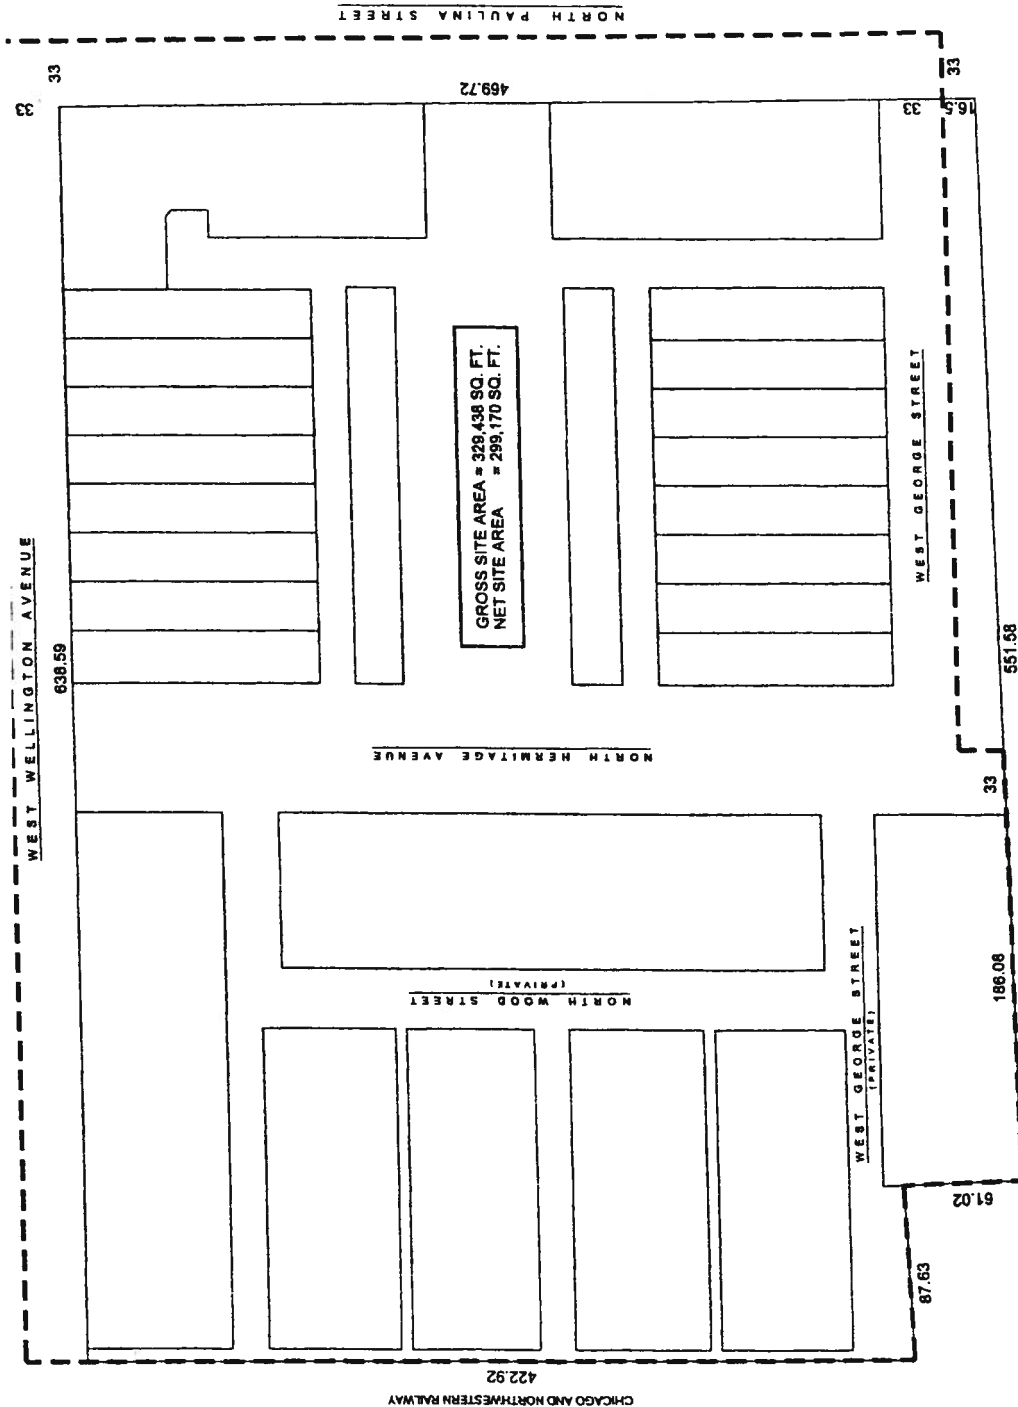 NORTH PAULINA STREET
33
33
469.72
33
33
16.5
WEST WELLINGTON AVENUE
638.59
GROSS SITE AREA = 329,438 SQ. FT.
NET SITE AREA = 299,170 SQ. FT.
WEST GEORGE STREET
551.58
NORTH HERMITAGE AVENUE
33
NORTH WOOD STREET
(PRIVATE)
WEST GEORGE STREET
(PRIVATE)
186.08
61.02
87.63
422.92
CHICAGO AND NORTHWESTERN RAILWAY